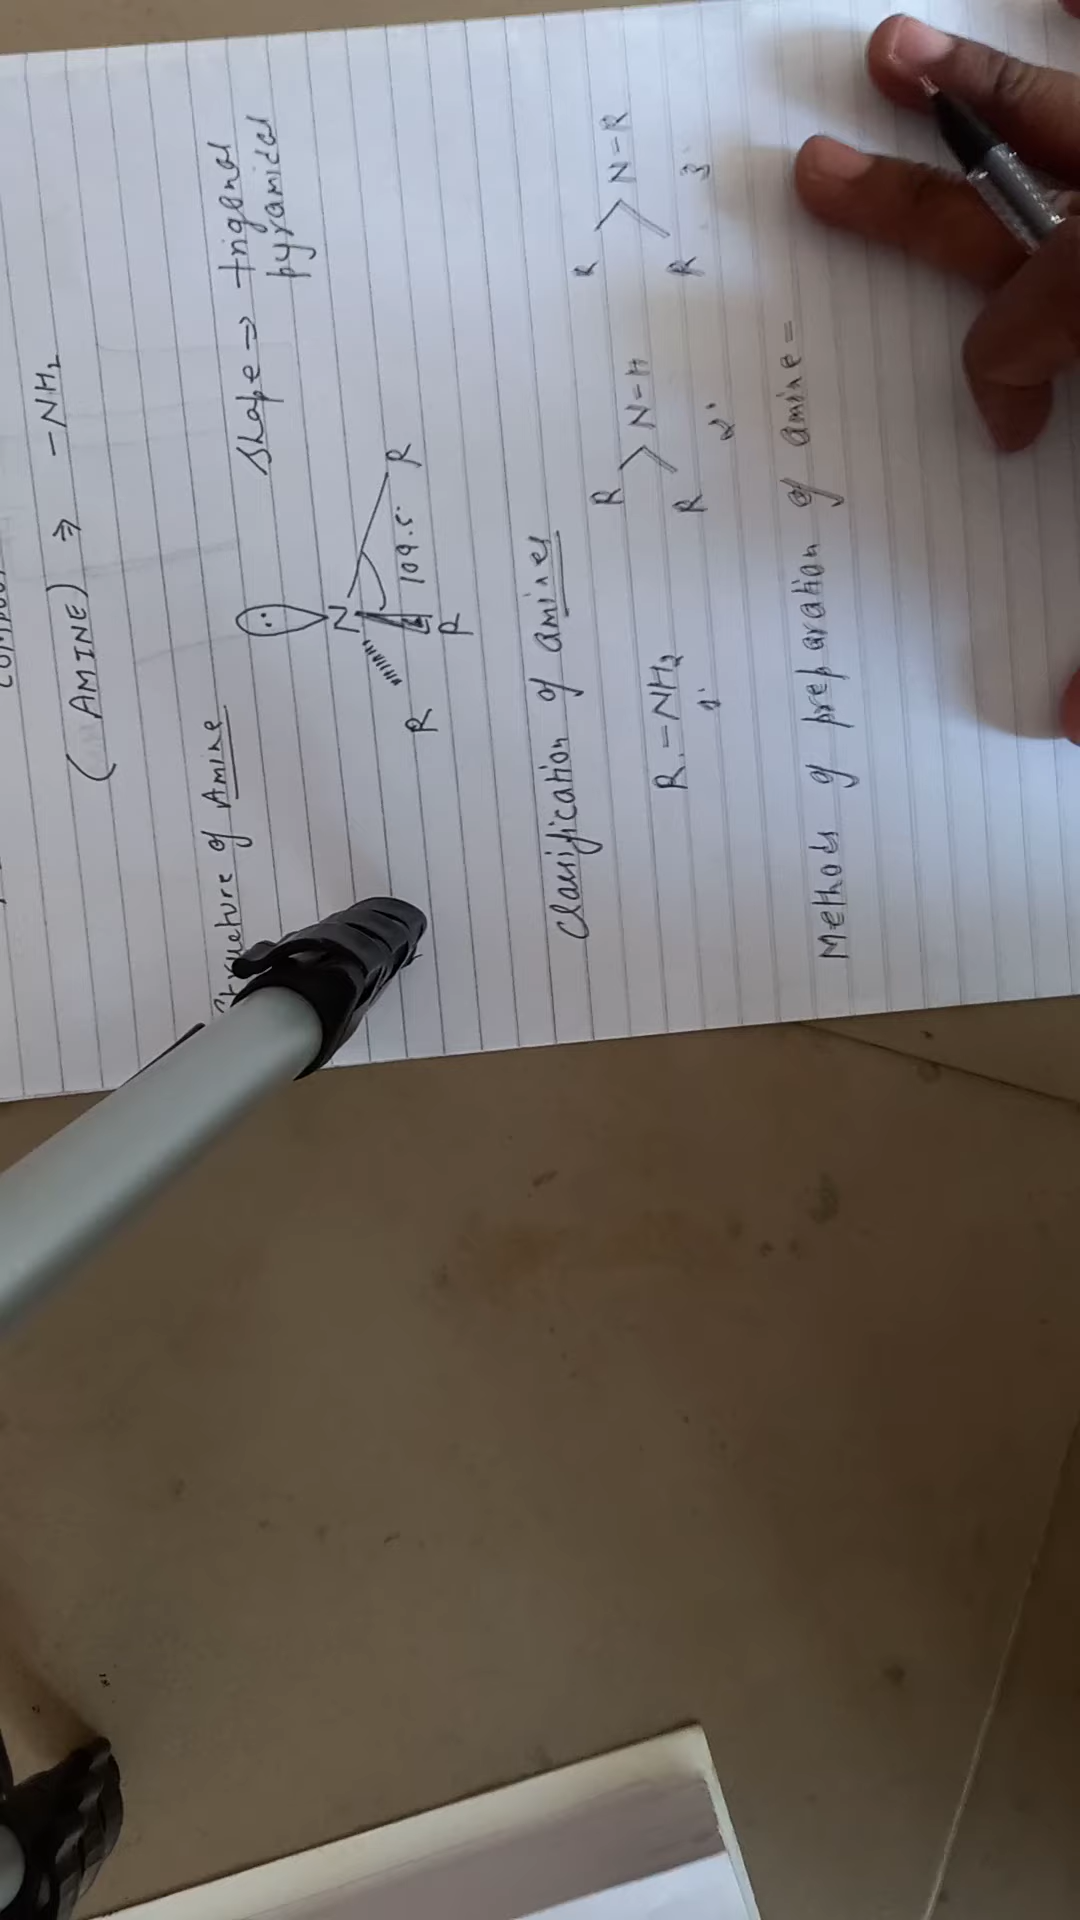 (AMINE) ⇒ -NH₂
Structure of Amine
Shape ⇒ trigonal
pyramidal
N
R
R
R
109.5°
Classification of amines
R-NH₂
1°
R
R
>N-H
2°
R
R
>N-R
3°
Methods of preparation of amine =